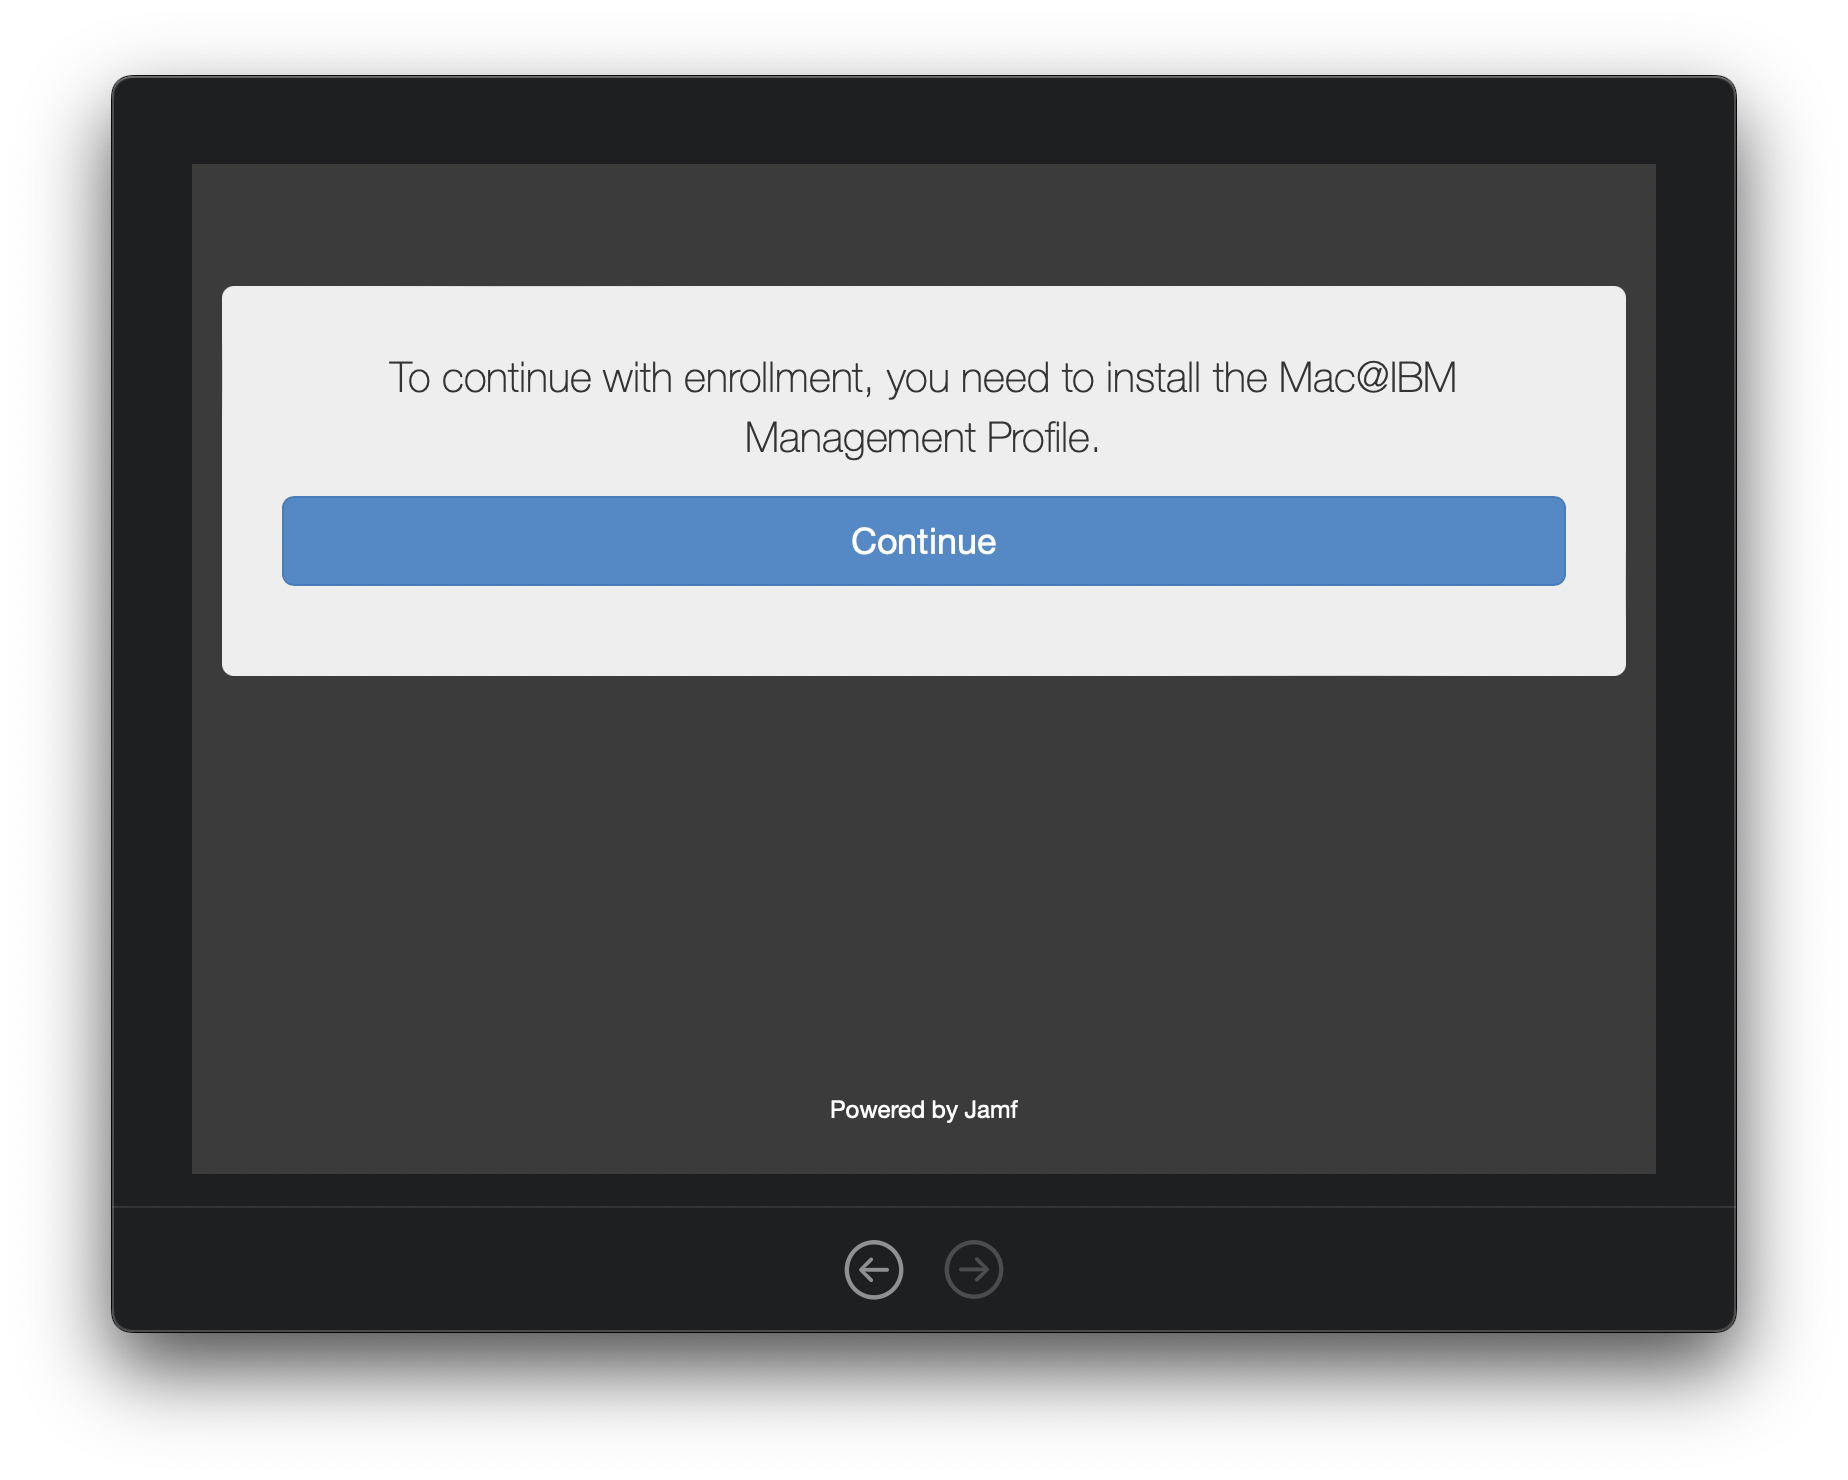 To continue with enrollment, you need to install the Mac@IBM
Management Profile.
Continue
Powered by Jamf